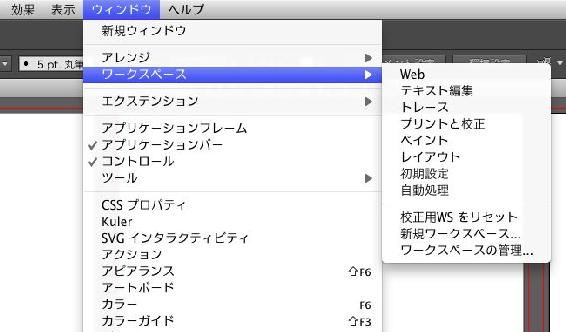 効果 表示 ウィンドウ ヘルプ
新規ウィンドウ
5 pt. 丸筆
アレンジ
ワークスペース
エクステンション
アプリケーションフレーム
✓ アプリケーションバー
✓ コントロール
ツール
CSS プロパティ
Kuler
SVG インタラクティビティ
アクション
アピアランス ⇧F6
アートボード
カラー F6
カラーガイド ⇧F3
Web
テキスト編集
トレース
プリントと校正
ペイント
レイアウト
初期設定
自動処理
校正用WS をリセット
新規ワークスペース...
ワークスペースの管理...